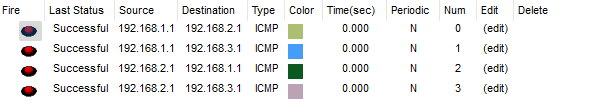 Fire Last Status Source Destination Type Color Time(sec) Periodic Num Edit Delete
Successful 192.168.1.1 192.168.2.1 ICMP 0.000 N 0 (edit)
Successful 192.168.1.1 192.168.3.1 ICMP 0.000 N 1 (edit)
Successful 192.168.2.1 192.168.1.1 ICMP 0.000 N 2 (edit)
Successful 192.168.2.1 192.168.3.1 ICMP 0.000 N 3 (edit)